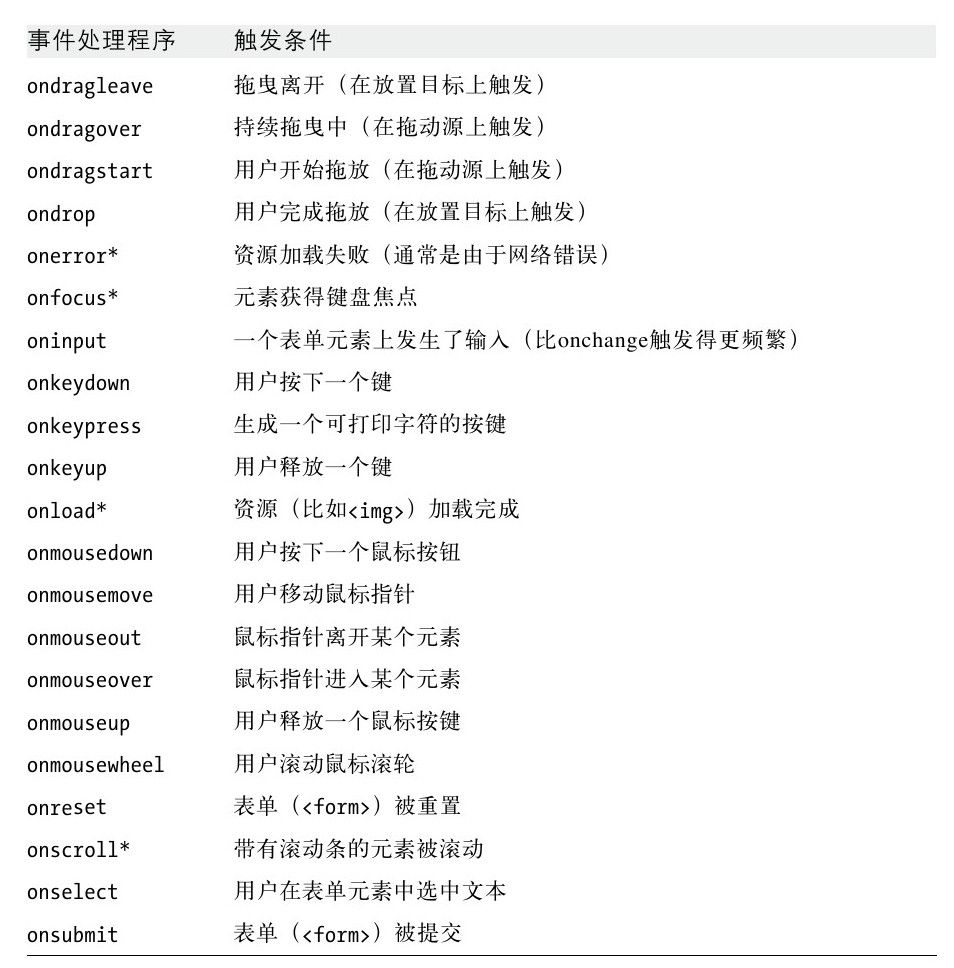 事件处理程序 触发条件
ondragleave 拖曳离开（在放置目标上触发）
ondragover 持续拖曳中（在拖动源上触发）
ondragstart 用户开始拖放（在拖动源上触发）
ondrop 用户完成拖放（在放置目标上触发）
onerror* 资源加载失败（通常是由于网络错误）
onfocus* 元素获得键盘焦点
oninput 一个表单元素上发生了输入（比onchange触发得更频繁）
onkeydown 用户按下一个键
onkeypress 生成一个可打印字符的按键
onkeyup 用户释放一个键
onload* 资源（比如<img>）加载完成
onmousedown 用户按下一个鼠标按钮
onmousemove 用户移动鼠标指针
onmouseout 鼠标指针离开某个元素
onmouseover 鼠标指针进入某个元素
onmouseup 用户释放一个鼠标按键
onmousewheel 用户滚动鼠标滚轮
onreset 表单（<form>）被重置
onscroll* 带有滚动条的元素被滚动
onselect 用户在表单元素中选中文本
onsubmit 表单（<form>）被提交